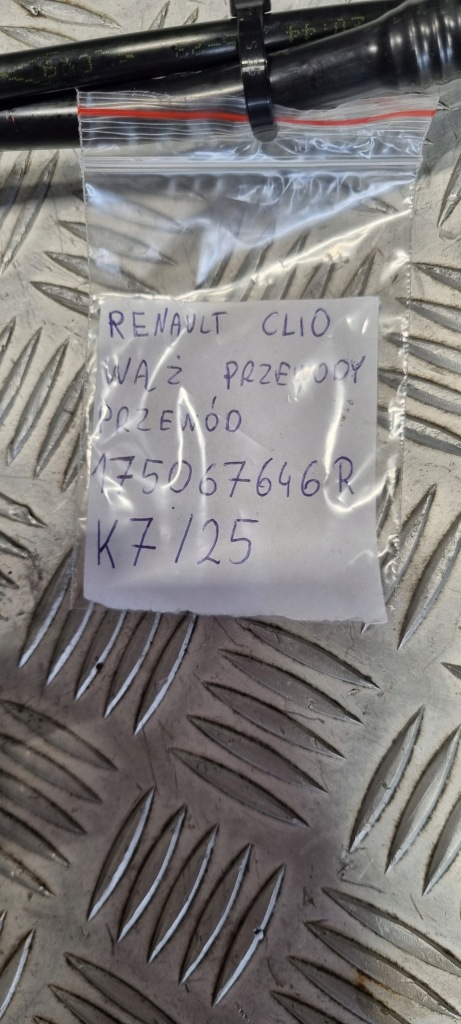 RENAULT CLIO
WĄŻ PRZEWODY
PRZEWÓD
175067646R
K7/25